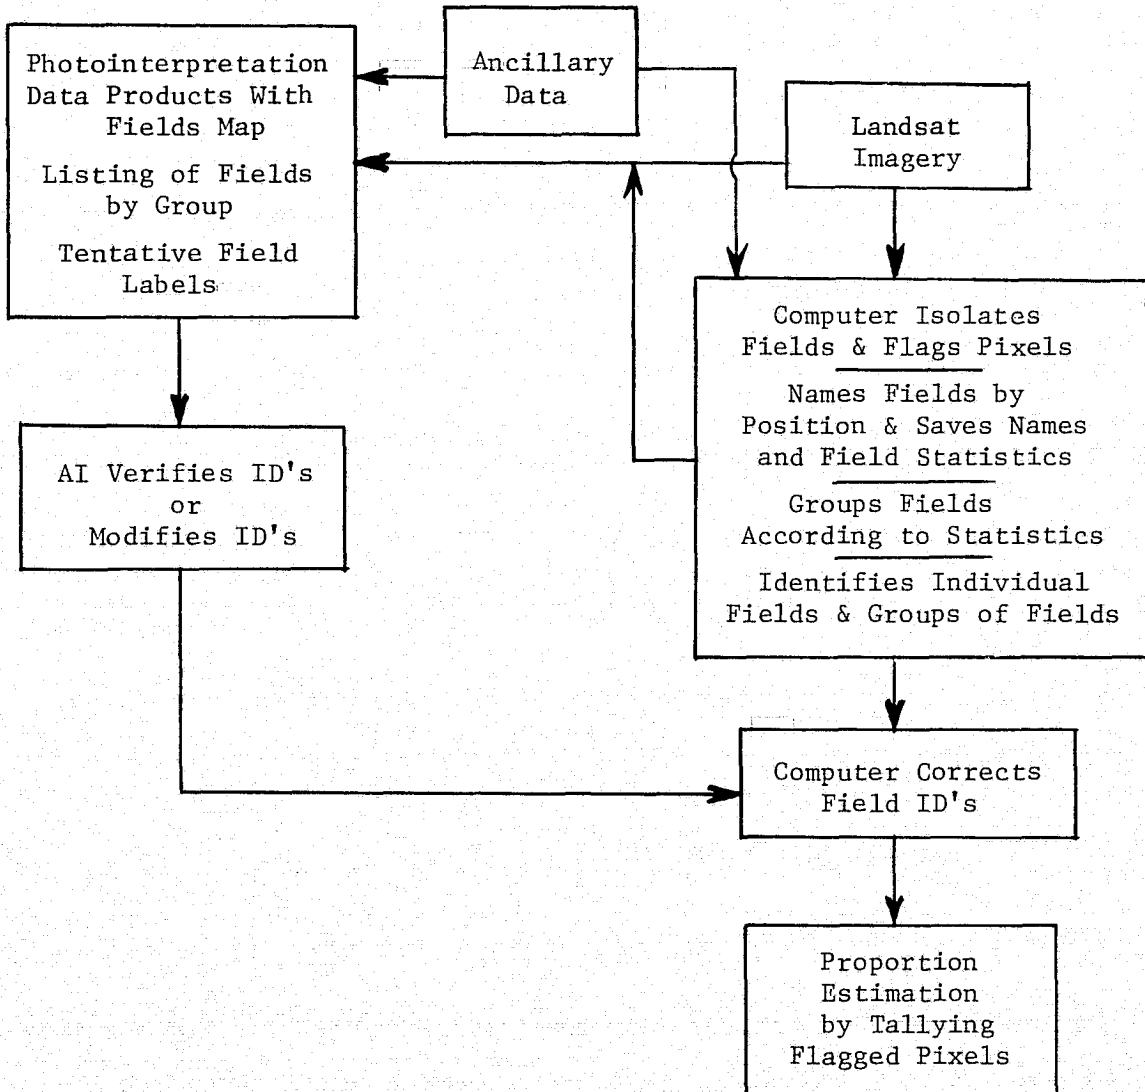 Photointerpretation
Data Products With
Fields Map
Listing of Fields
by Group
Tentative Field
Labels
Ancillary
Data
Landsat
Imagery
Computer Isolates
Fields & Flags Pixels
Names Fields by
Position & Saves Names
and Field Statistics
Groups Fields
According to Statistics
Identifies Individual
Fields & Groups of Fields
AI Verifies ID's
or
Modifies ID's
Computer Corrects
Field ID's
Proportion
Estimation
by Tallying
Flagged Pixels